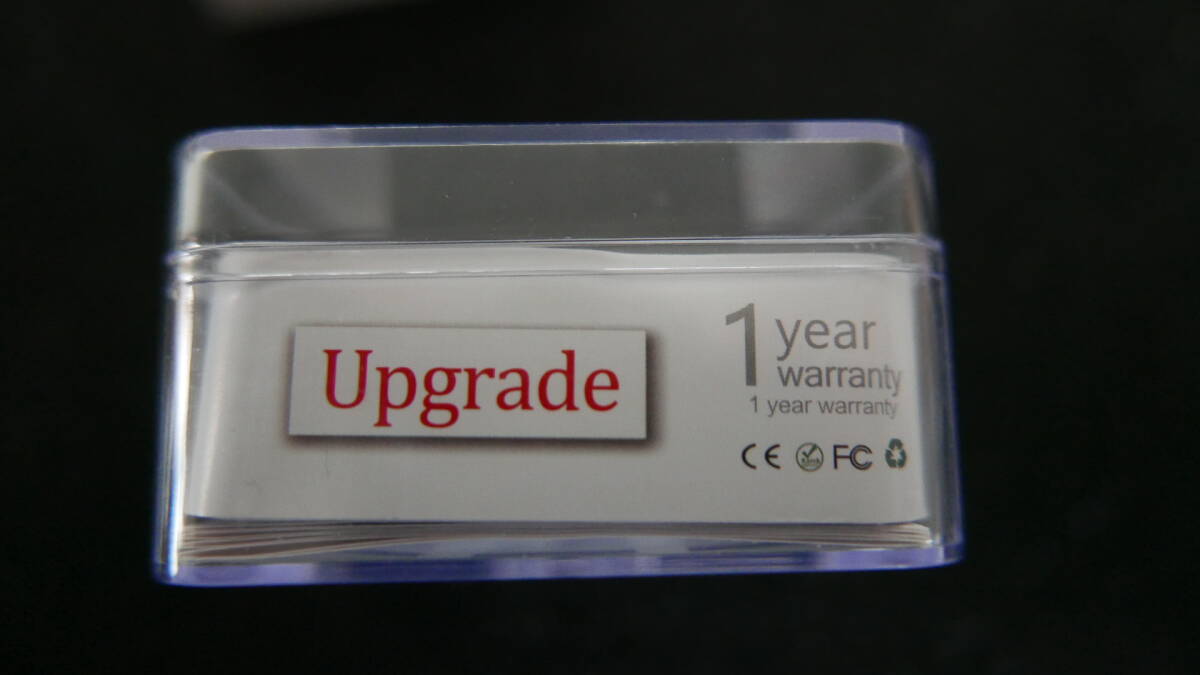 Upgrade
1 year
warranty
1 year warranty
CE FC